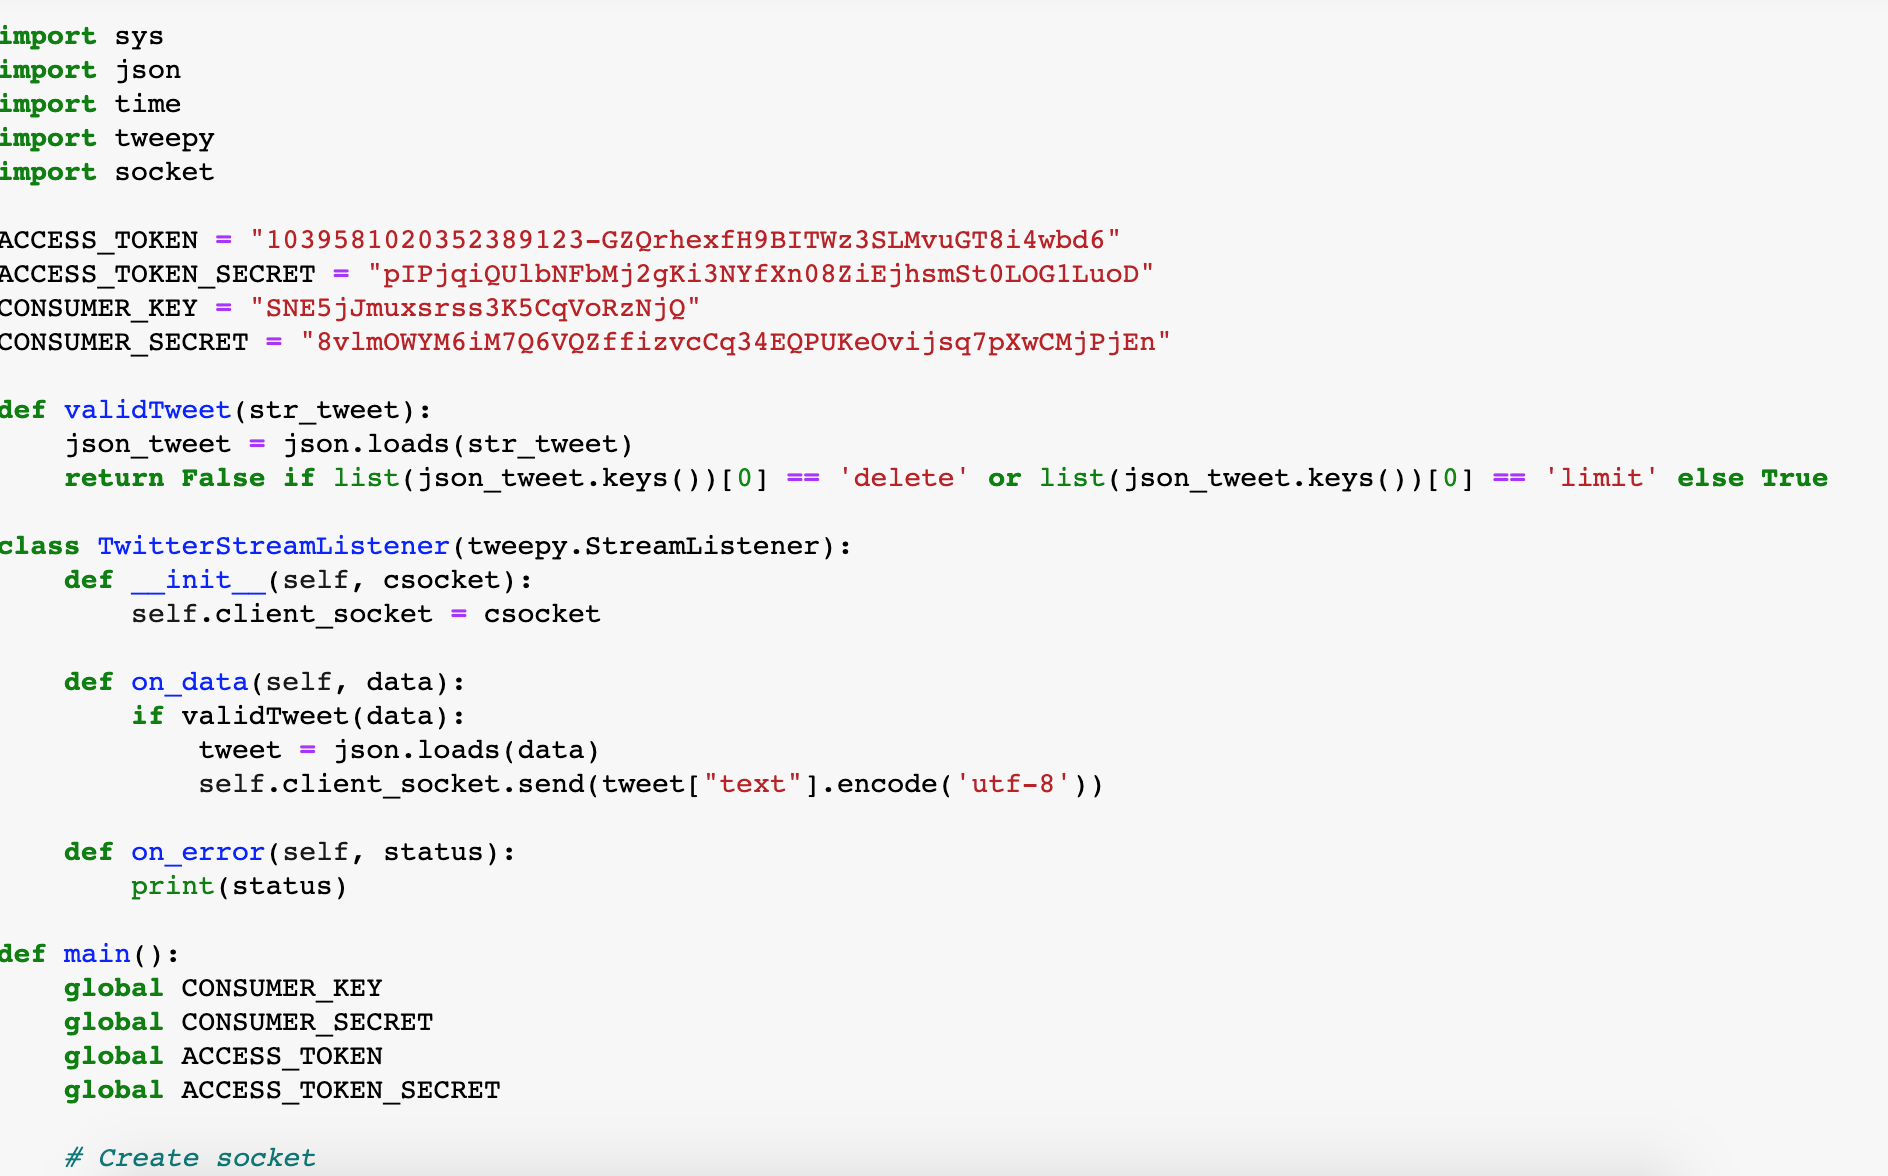 import sys
import json
import time
import tweepy
import socket

ACCESS_TOKEN = "1039581020352389123-GZQrhexfH9BITWz3SLMvuGT8i4wbd6"
ACCESS_TOKEN_SECRET = "pIPjqiQUlbNFbMj2gKi3NYfXn08ZiEjhsmSt0LOG1LuoD"
CONSUMER_KEY = "SNE5jJmuxsrss3K5CqVoRzNjQ"
CONSUMER_SECRET = "8vlmOWYM6iM7Q6VQZffizvcCq34EQPUKeOvijsq7pXwCMjPjEn"

def validTweet(str_tweet):
    json_tweet = json.loads(str_tweet)
    return False if list(json_tweet.keys())[0] == 'delete' or list(json_tweet.keys())[0] == 'limit' else True

class TwitterStreamListener(tweepy.StreamListener):
    def __init__(self, csocket):
        self.client_socket = csocket

    def on_data(self, data):
        if validTweet(data):
            tweet = json.loads(data)
            self.client_socket.send(tweet["text"].encode('utf-8'))

    def on_error(self, status):
        print(status)

def main():
    global CONSUMER_KEY
    global CONSUMER_SECRET
    global ACCESS_TOKEN
    global ACCESS_TOKEN_SECRET

    # Create socket